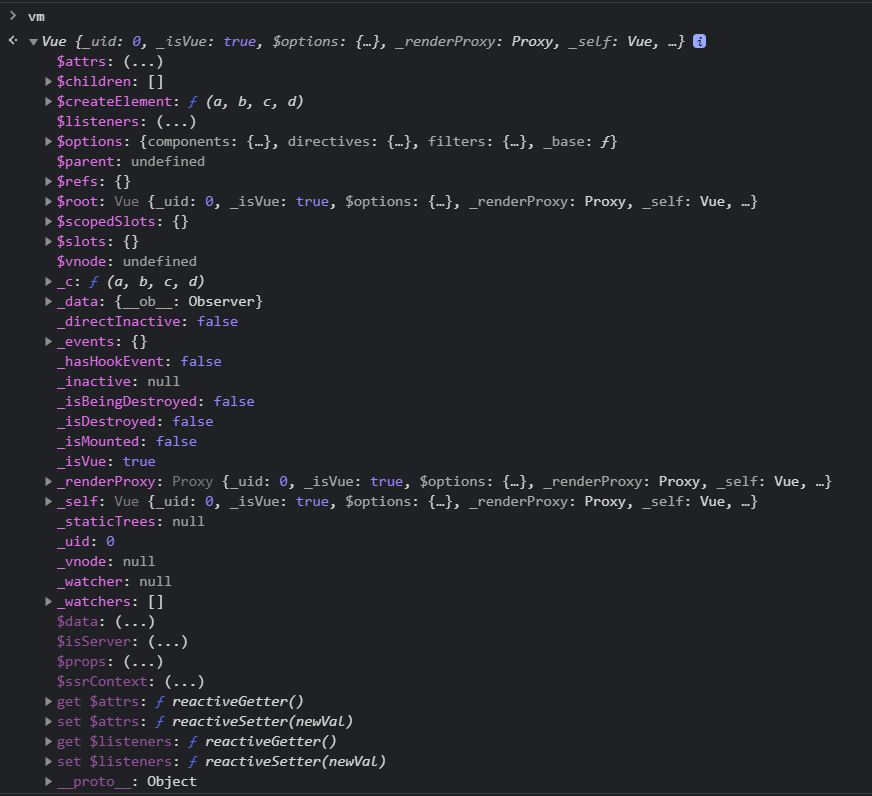 vm
Vue {_uid: 0, _isVue: true, $options: {…}, _renderProxy: Proxy, _self: Vue, …} i
$attrs: (...)
$children: []
$createElement: ƒ (a, b, c, d)
$listeners: (...)
$options: {components: {…}, directives: {…}, filters: {…}, _base: ƒ}
$parent: undefined
$refs: {}
$root: Vue {_uid: 0, _isVue: true, $options: {…}, _renderProxy: Proxy, _self: Vue, …}
$scopedSlots: {}
$slots: {}
$vnode: undefined
_c: ƒ (a, b, c, d)
_data: {__ob__: Observer}
_directInactive: false
_events: {}
_hasHookEvent: false
_inactive: null
_isBeingDestroyed: false
_isDestroyed: false
_isMounted: false
_isVue: true
_renderProxy: Proxy {_uid: 0, _isVue: true, $options: {…}, _renderProxy: Proxy, _self: Vue, …}
_self: Vue {_uid: 0, _isVue: true, $options: {…}, _renderProxy: Proxy, _self: Vue, …}
_staticTrees: null
_uid: 0
_vnode: null
_watcher: null
_watchers: []
$data: (...)
$isServer: (...)
$props: (...)
$ssrContext: (...)
get $attrs: ƒ reactiveGetter()
set $attrs: ƒ reactiveSetter(newVal)
get $listeners: ƒ reactiveGetter()
set $listeners: ƒ reactiveSetter(newVal)
__proto__: Object